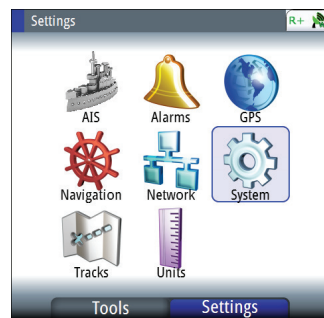 Settings
R+
AIS Alarms GPS
Navigation Network System
Tracks Units
Tools Settings